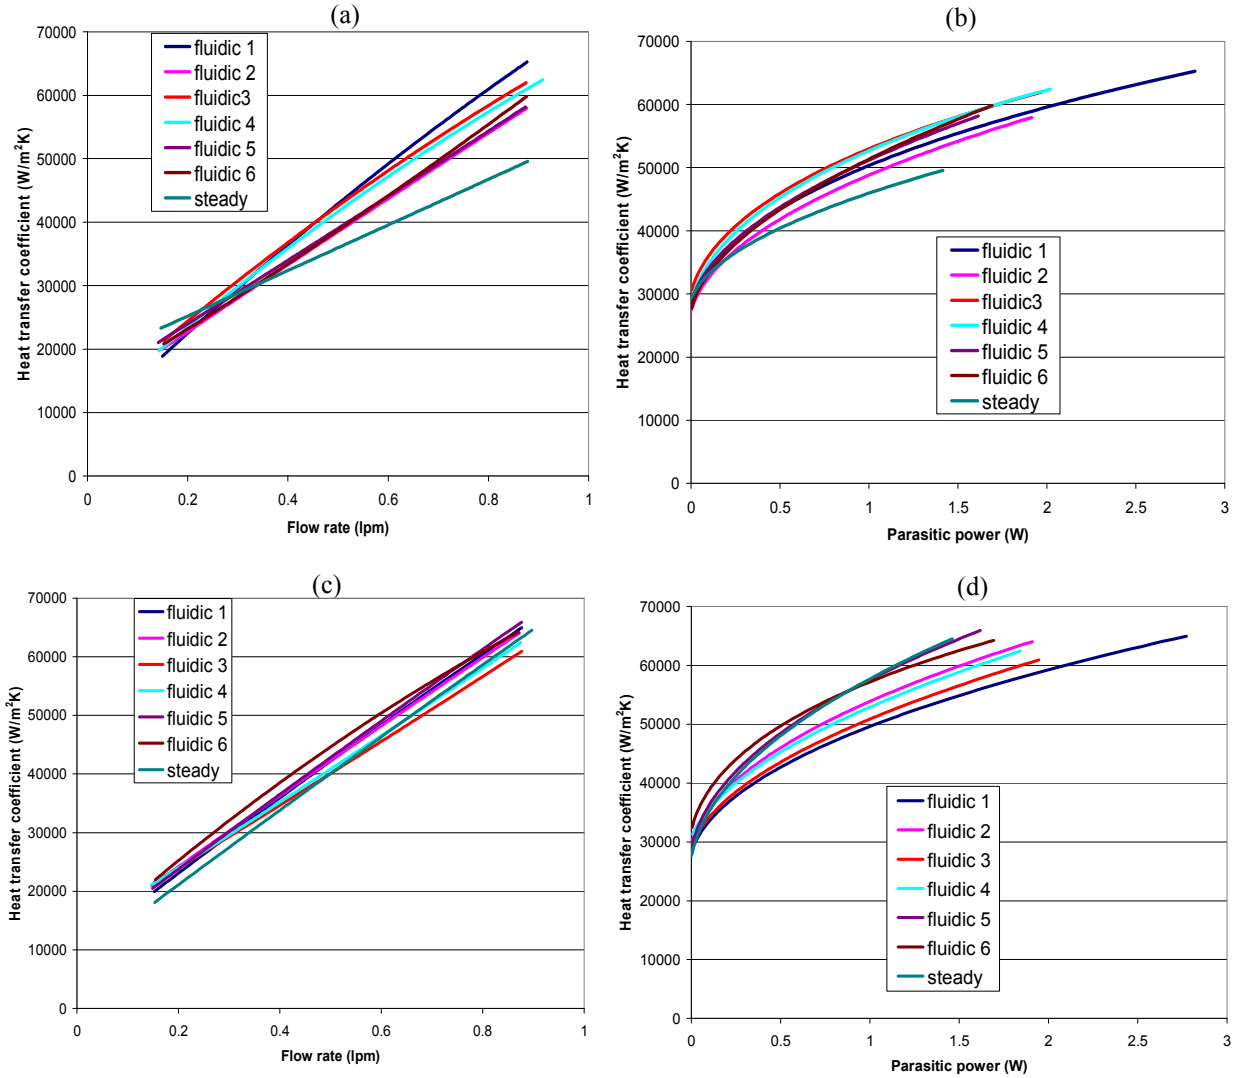 (a)
Heat transfer coefficient (W/m²K)
70000
60000
50000
40000
30000
20000
10000
0
fluidic 1
fluidic 2
fluidic3
fluidic 4
fluidic 5
fluidic 6
steady
0 0.2 0.4 0.6 0.8 1
Flow rate (lpm)
(b)
Heat transfer coefficient (W/m²K)
70000
60000
50000
40000
30000
20000
10000
0
fluidic 1
fluidic 2
fluidic3
fluidic 4
fluidic 5
fluidic 6
steady
0 0.5 1 1.5 2 2.5 3
Parasitic power (W)
(c)
Heat transfer coefficient (W/m²K)
70000
60000
50000
40000
30000
20000
10000
0
fluidic 1
fluidic 2
fluidic 3
fluidic 4
fluidic 5
fluidic 6
steady
0 0.2 0.4 0.6 0.8 1
Flow rate (lpm)
(d)
Heat transfer coefficient (W/m²K)
70000
60000
50000
40000
30000
20000
10000
0
fluidic 1
fluidic 2
fluidic 3
fluidic 4
fluidic 5
fluidic 6
steady
0 0.5 1 1.5 2 2.5 3
Parasitic power (W)